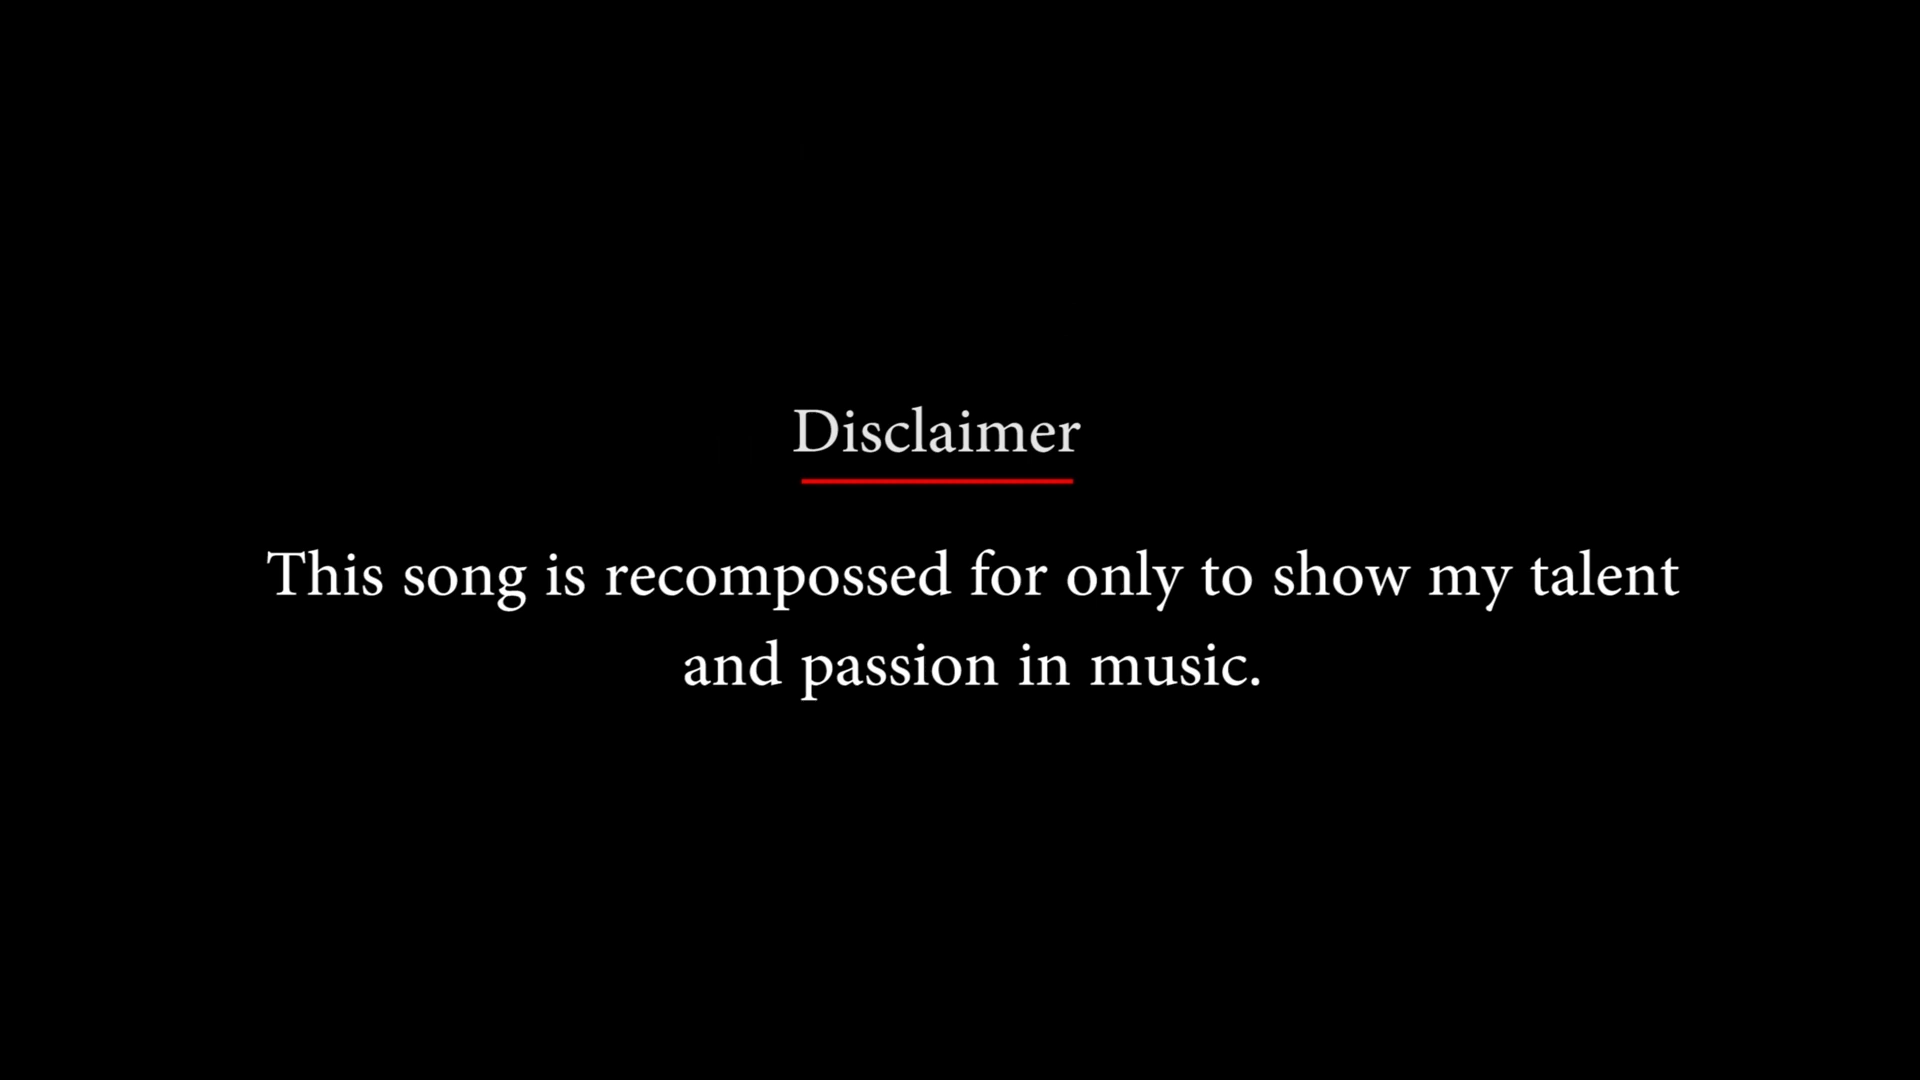 Disclaimer
This song is recompossed for only to show my talent
and passion in music.